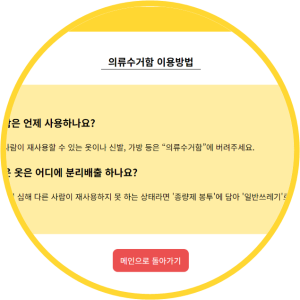 의류수거함 이용방법
은 언제 사용하나요?
사람이 재사용할 수 있는 옷이나 신발, 가방 등은 “의류수거함”에 버려주세요.
옷은 어디에 분리배출 하나요?
심해 다른 사람이 재사용하지 못 하는 상태라면 '종량제 봉투'에 담아 '일반쓰레기'
메인으로 돌아가기